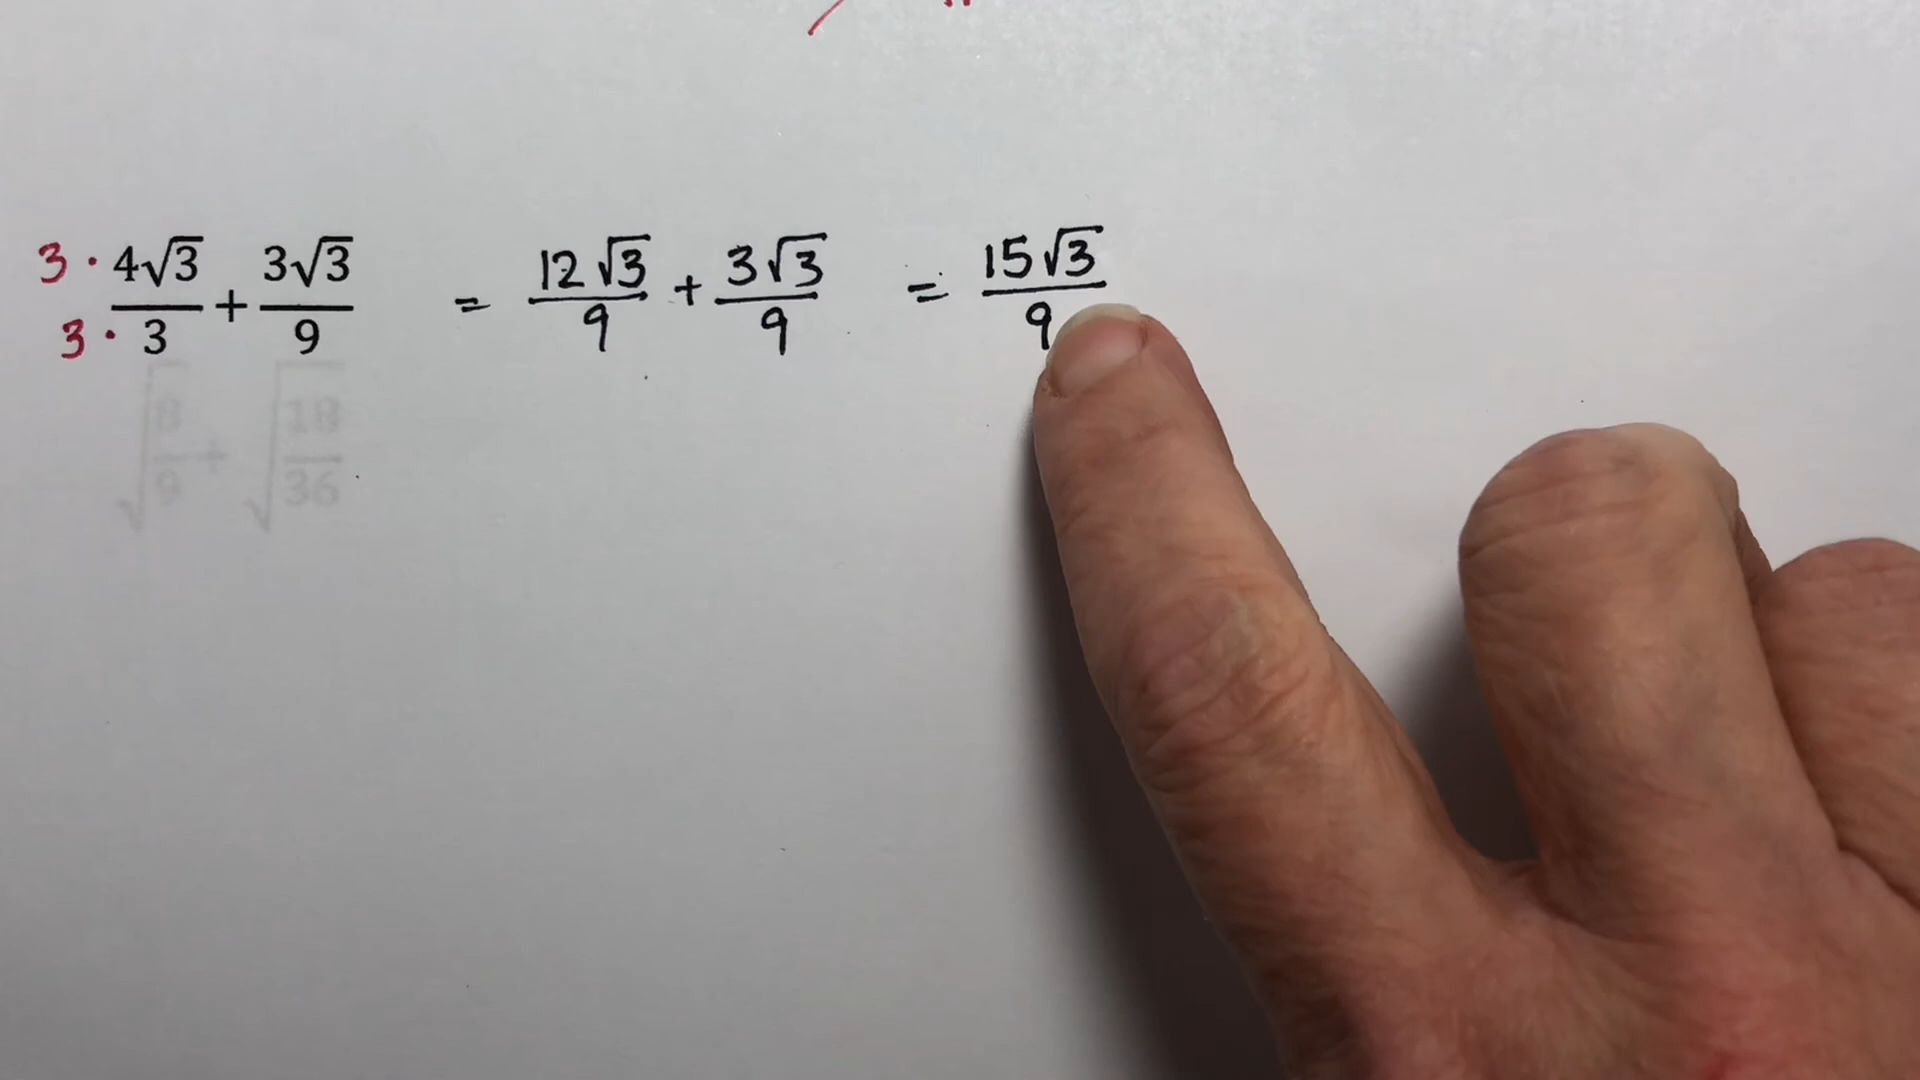 3 · 4√3/3 · 3 + 3√3/9 = 12√3/9 + 3√3/9 = 15√3/9
√8/9 + √18/36